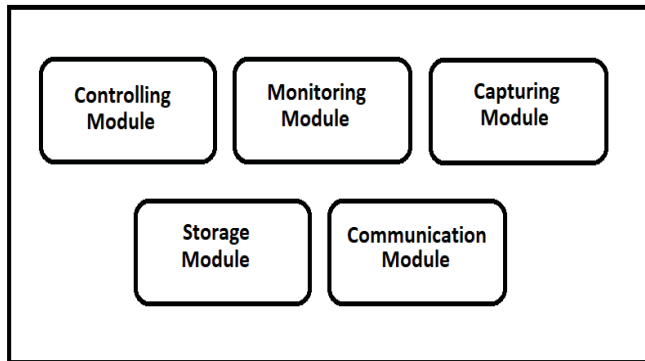 Controlling
Module
Monitoring
Module
Capturing
Module
Storage
Module
Communication
Module